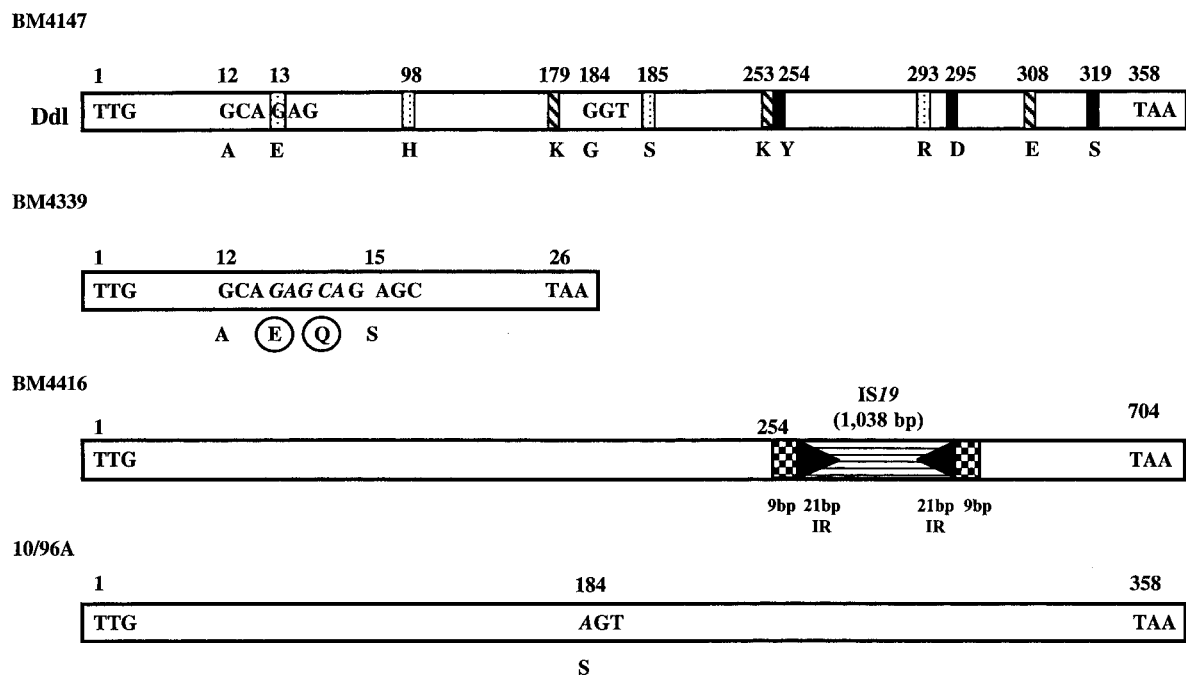 BM4147
1 12 13 98 179 184 185 253 254 293 295 308 319 358
Ddl TTG GCA GAG GGT TAA
A E H K G S K Y R D E S
BM4339
1 12 15 26
TTG GCA GAG CA G AGC TAA
A E Q S
BM4416
IS19
1 254 (1,038 bp) 704
TTG TAA
9bp 21bp 21bp 9bp
IR IR
10/96A
1 184 358
TTG AGT TAA
S